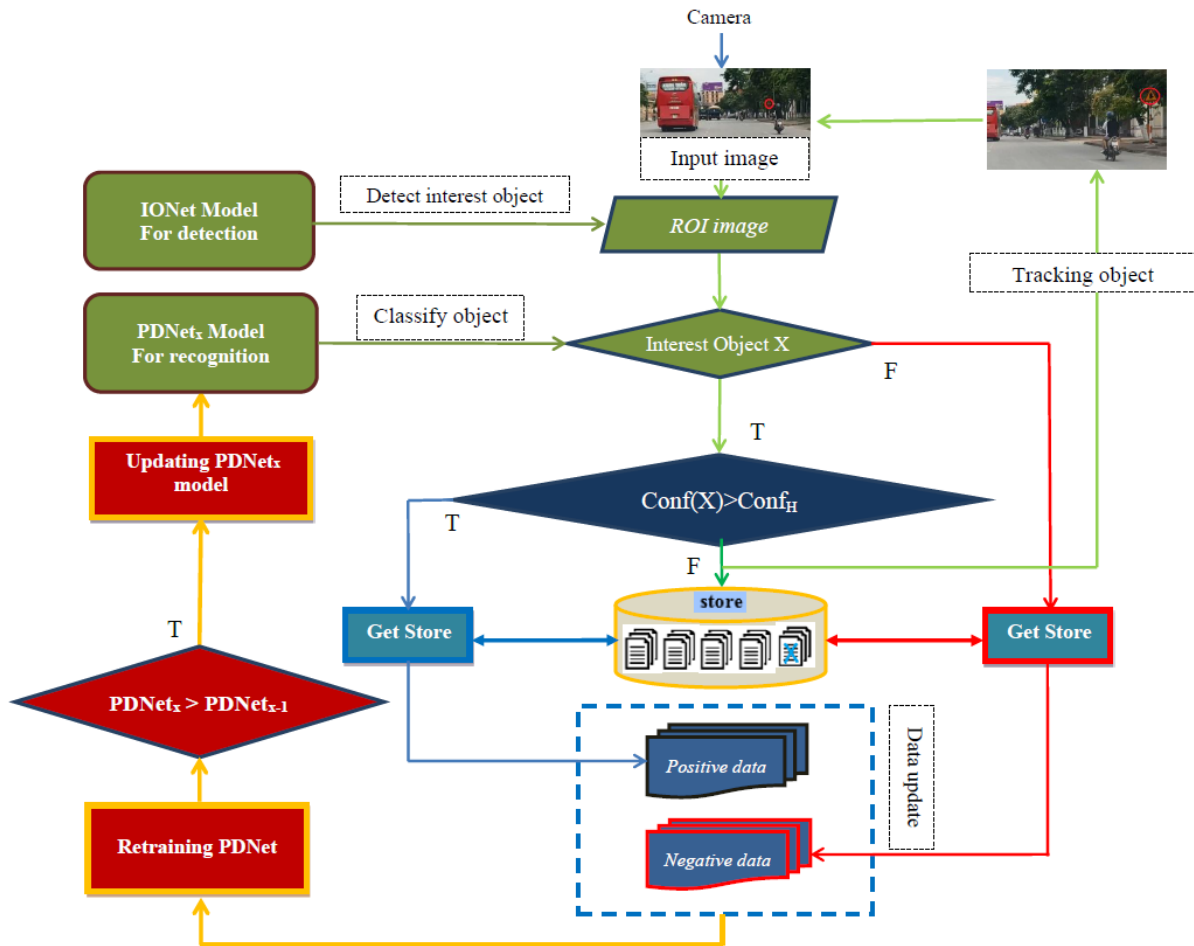 Camera
Input image
IONet Model
For detection
Detect interest object
ROI image
Tracking object
PDNetx Model
For recognition
Classify object
Interest Object X
F
T
Updating PDNetx
model
Conf(X)>ConfH
T
F
store
Get Store
Get Store
T
PDNetx > PDNetx-1
Positive data
Data update
Retraining PDNet
Negative data